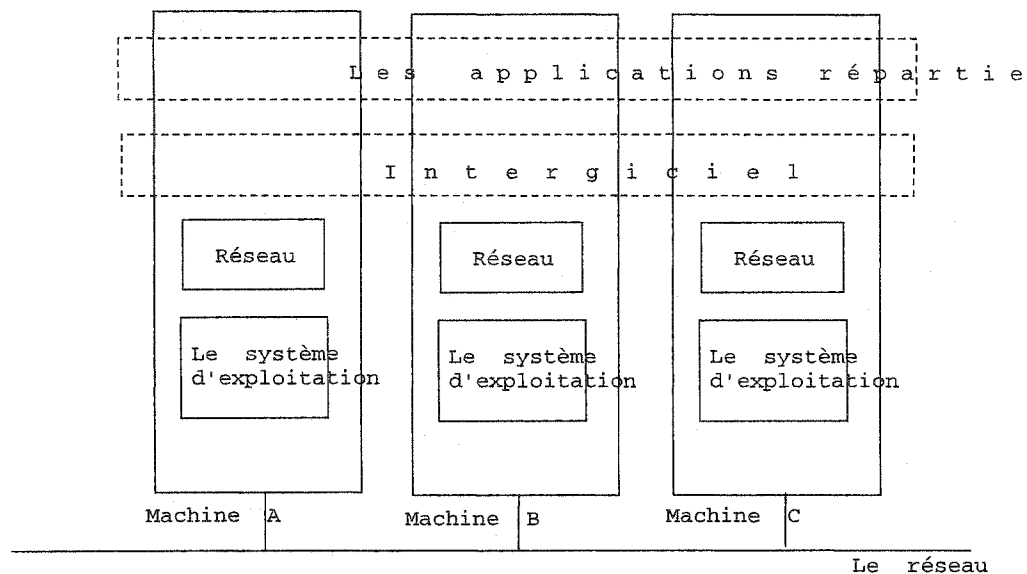 Les applications répartie
Intergiciel
Réseau
Réseau
Réseau
Le système
d'exploitation
Le système
d'exploitation
Le système
d'exploitation
Machine A
Machine B
Machine C
Le réseau